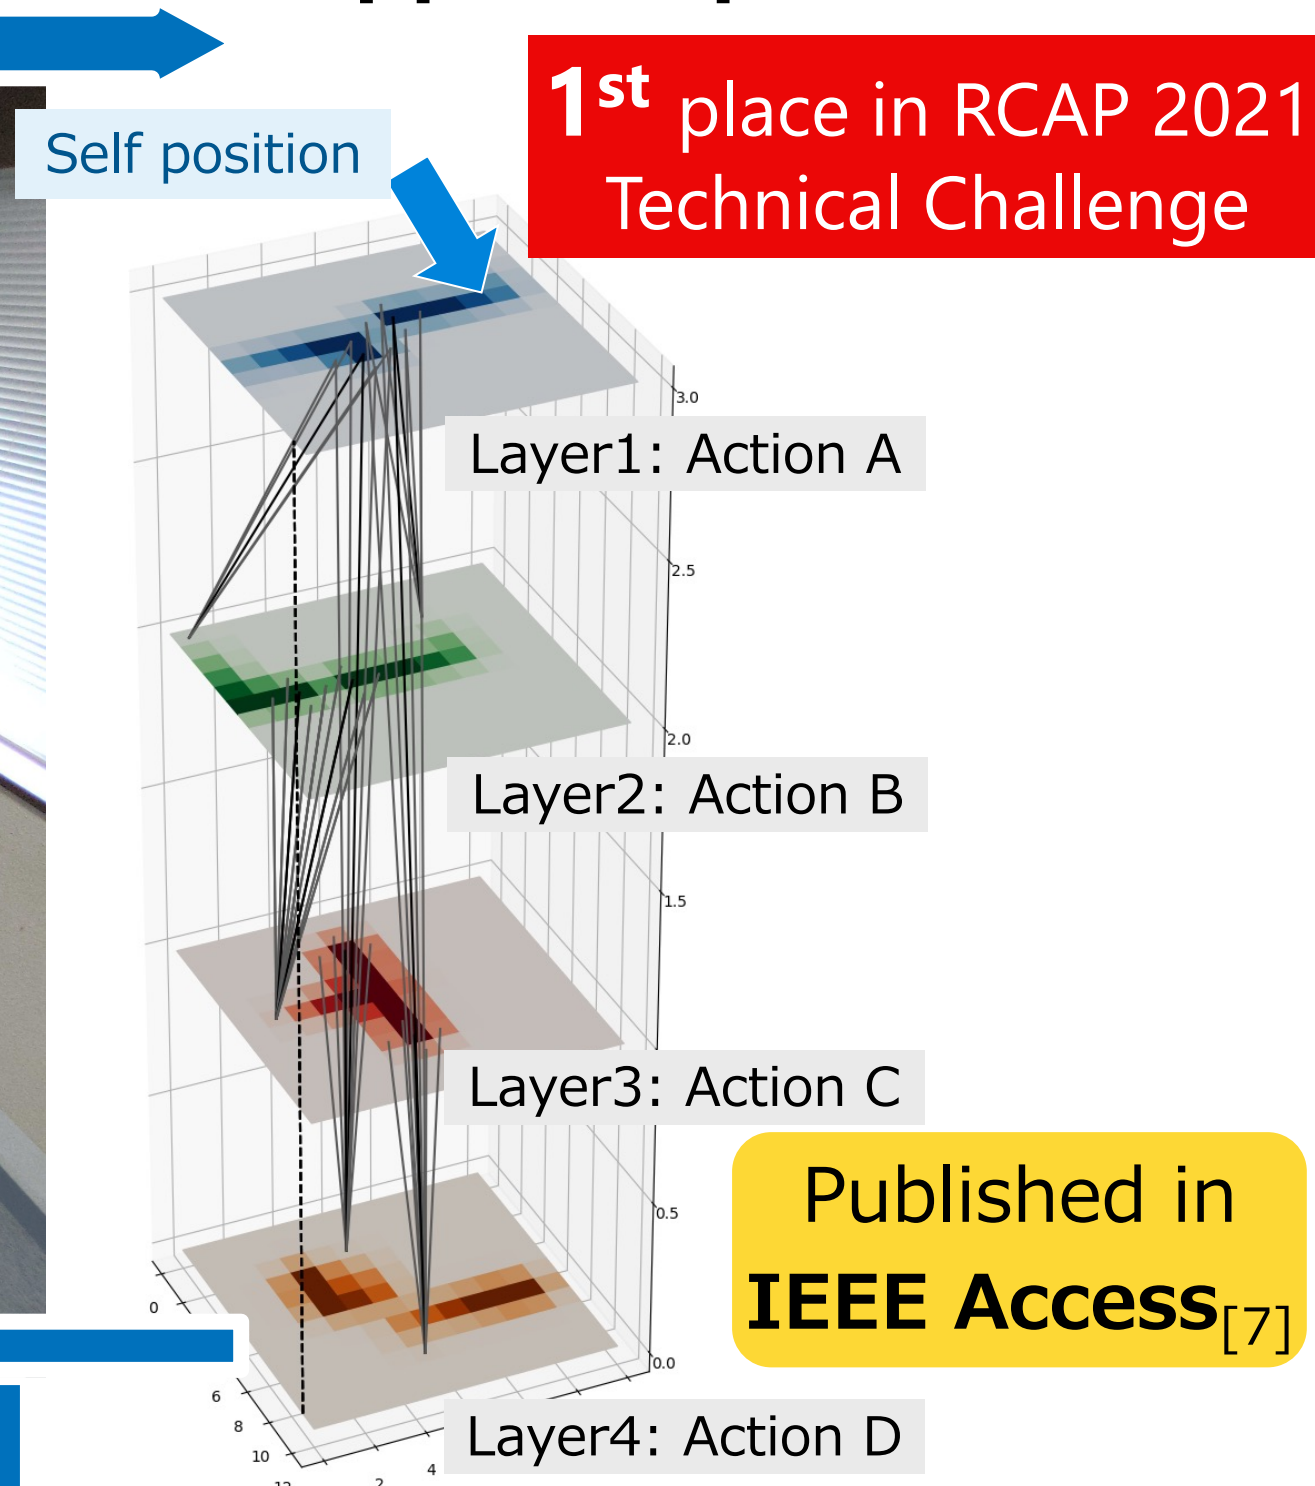 1st place in RCAP 2021
Technical Challenge
Self position
3.0
Layer1: Action A
2.5
2.0
Layer2: Action B
1.5
Layer3: Action C
Published in
IEEE Access[7]
0.5
0
0.0
6
8
10
12
2
4
Layer4: Action D